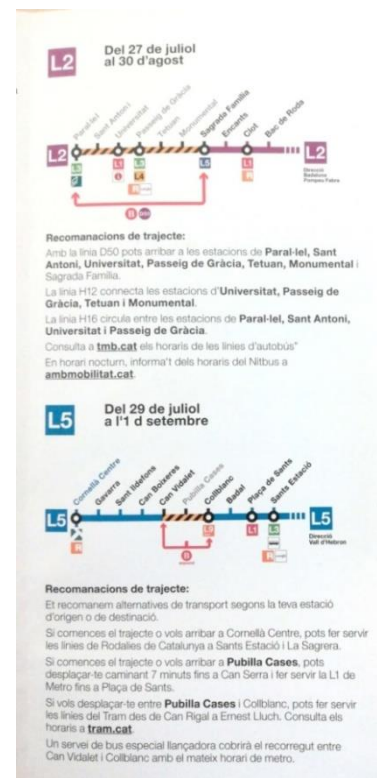 L2
Del 27 de juliol
al 30 d'agost
Paral·lel
Sant Antoni
Universitat
Passeig de Gràcia
Tetuan
Monumental
Sagrada Família
Encants
Clot
Bac de Roda
L2
L2
L3
L1
L3
L4
L5
L1
R
R
Direcció
Badalona
Pompeu Fabra
B
Recomanacions de trajecte:
Amb la línia D50 pots arribar a les estacions de Paral·lel, Sant
Antoni, Universitat, Passeig de Gràcia, Tetuan, Monumental i
Sagrada Família.
La línia H12 connecta les estacions d'Universitat, Passeig de
Gràcia, Tetuan i Monumental.
La línia H16 circula entre les estacions de Paral·lel, Sant Antoni,
Universitat i Passeig de Gràcia.
Consulta a tmb.cat els horaris de les línies d'autobús"
En horari nocturn, informa't dels horaris del Nitbus a
ambmobilitat.cat.
L5
Del 29 de juliol
a l'1 d setembre
Cornellà Centre
Gavarra
Sant Ildefons
Can Boixeres
Can Vidalet
Pubilla Cases
Collblanc
Badal
Plaça de Sants
Sants Estació
L5
L5
R
L9
L1
L3
R
Direcció
Vall d'Hebron
B
Recomanacions de trajecte:
Et recomanem alternatives de transport segons la teva estació
d'origen o de destinació.
Si comences el trajecte o vols arribar a Cornellà Centre, pots fer servir
les línies de Rodalies de Catalunya a Sants Estació i La Sagrera.
Si comences el trajecte o vols arribar a Pubilla Cases, pots
desplaçar-te caminant 7 minuts fins a Can Serra i fer servir la L1 de
Metro fins a Plaça de Sants.
Si vols desplaçar-te entre Pubilla Cases i Collblanc, pots fer servir
les línies del Tram des de Can Rigal a Ernest Lluch. Consulta els
horaris a tram.cat.
Un servei de bus especial llançadora cobrirà el recorregut entre
Can Vidalet i Collblanc amb el mateix horari de metro.